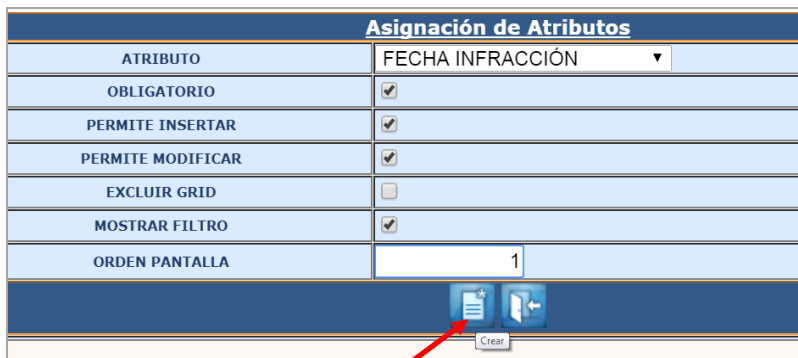 Asignación de Atributos
ATRIBUTO FECHA INFRACCIÓN
OBLIGATORIO
PERMITE INSERTAR
PERMITE MODIFICAR
EXCLUIR GRID
MOSTRAR FILTRO
ORDEN PANTALLA 1
Crear